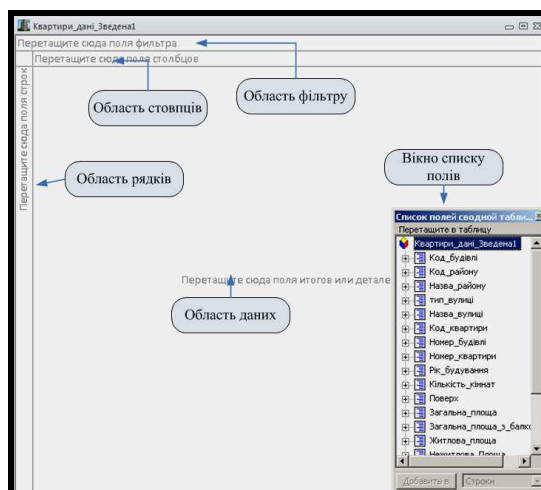 Квартири_дані_Зведена1
Перетащите сюда поля фильтра
Перетащите сюда поля столбцов
Перетащите сюда поля строк
Область стовпців
Область фільтру
Область рядків
Вікно списку
полів
Список полей сводной табли...
Перетащите в таблицу
Квартири_дані_Зведена1
Код_будівлі
Код_району
Назва_району
тип_вулиці
Назва_вулиці
Код_квартири
Номер_будівлі
Номер_квартири
Рік_будування
Кількість_кімнат
Поверх
Загальна_площа
Загальна_площа_з_балко
Житлова_площа
Нежитлова_Площа
Перетащите сюда поля итогов или детале
Область даних
Добавить в
Строки